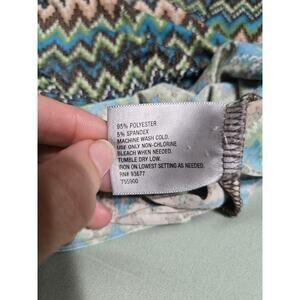 95% POLYESTER
5% SPANDEX
MACHINE WASH COLD.
USE ONLY NON-CHLORINE
BLEACH WHEN NEEDED.
TUMBLE DRY LOW.
IRON ON LOWEST SETTING AS NEEDED.
RN# 93677
T55900